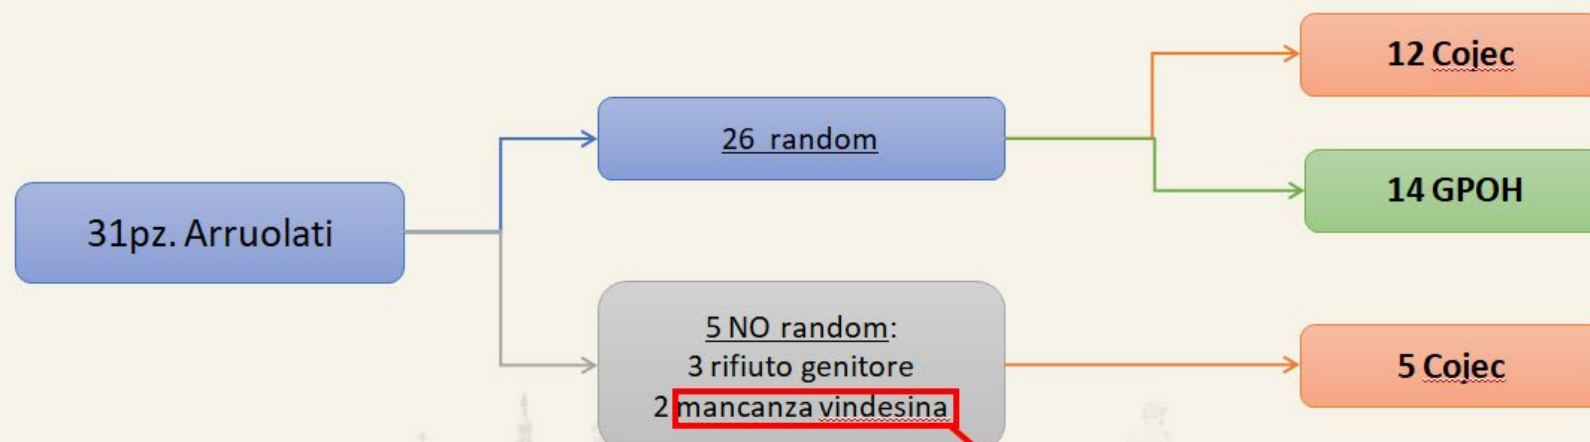 31pz. Arruolati
26 random
5 NO random:
3 rifiuto genitore
2 mancanza vindesina
12 Cojec
14 GPOH
5 Cojec